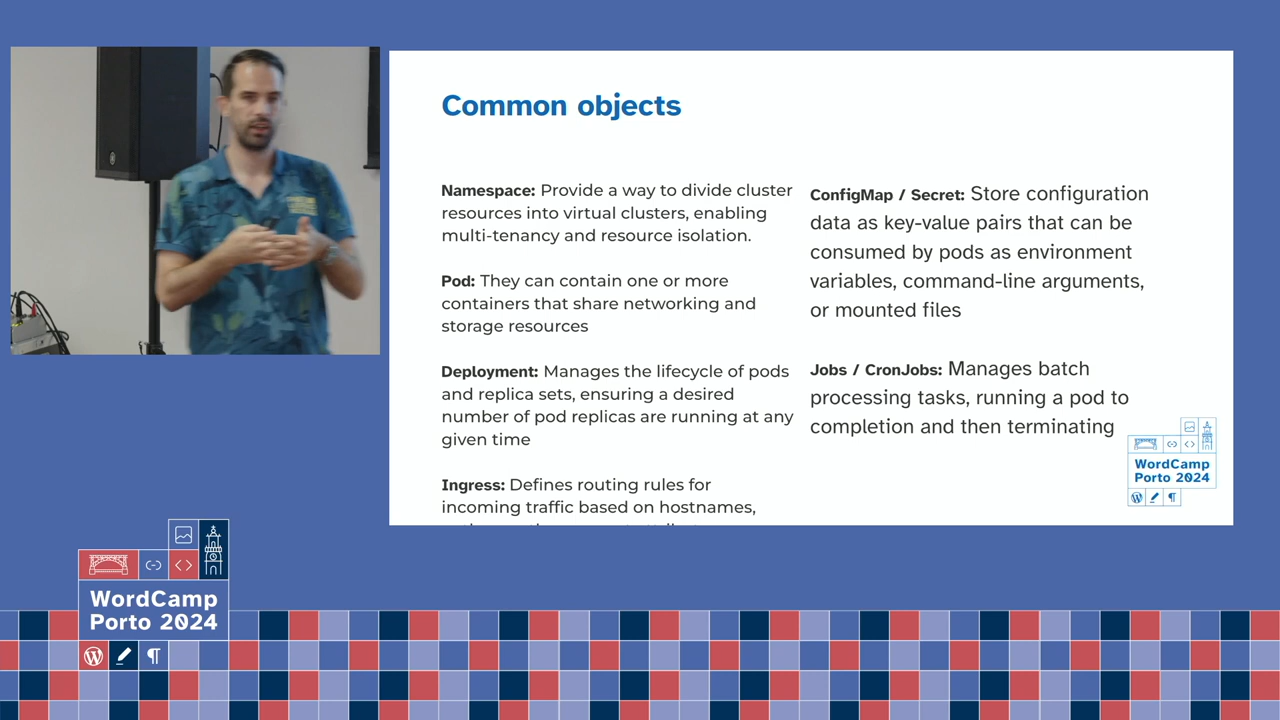 Common objects
Namespace: Provide a way to divide cluster
resources into virtual clusters, enabling
multi-tenancy and resource isolation.
Pod: They can contain one or more
containers that share networking and
storage resources
Deployment: Manages the lifecycle of pods
and replica sets, ensuring a desired
number of pod replicas are running at any
given time
Ingress: Defines routing rules for
incoming traffic based on hostnames,
ConfigMap / Secret: Store configuration
data as key-value pairs that can be
consumed by pods as environment
variables, command-line arguments,
or mounted files
Jobs / CronJobs: Manages batch
processing tasks, running a pod to
completion and then terminating
WordCamp
Porto 2024
WordCamp
Porto 2024